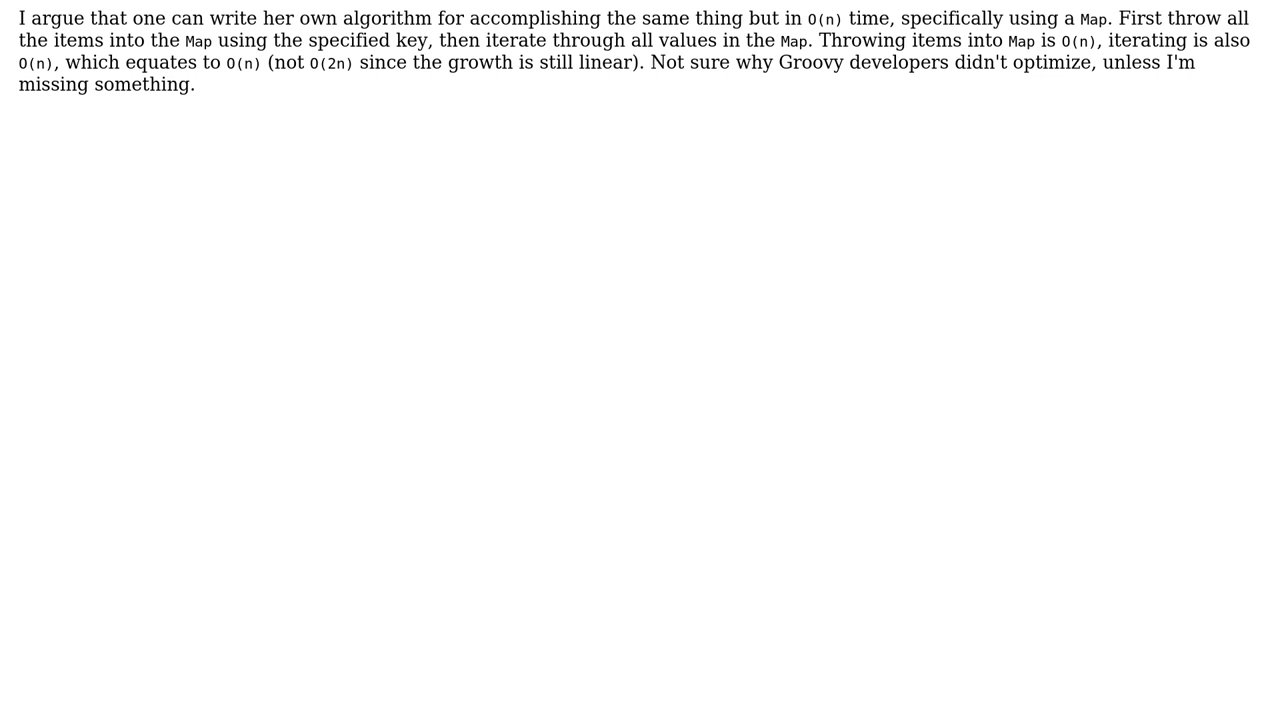 I argue that one can write her own algorithm for accomplishing the same thing but in O(n) time, specifically using a Map. First throw all
the items into the Map using the specified key, then iterate through all values in the Map. Throwing items into Map is O(n), iterating is also
O(n), which equates to O(n) (not O(2n) since the growth is still linear). Not sure why Groovy developers didn't optimize, unless I'm
missing something.